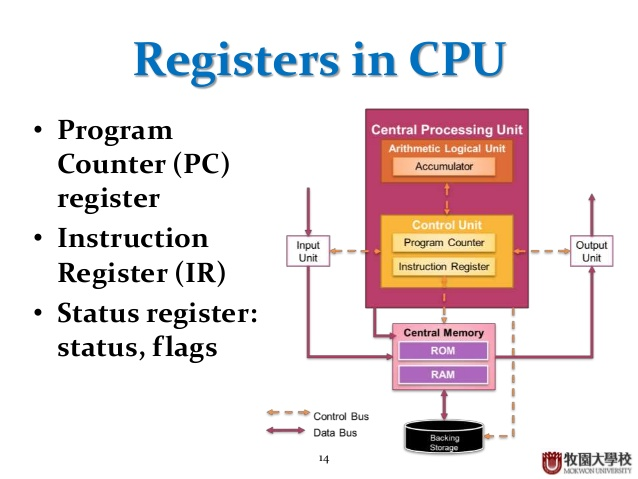 Registers in CPU
• Program
Counter (PC)
register
• Instruction
Register (IR)
• Status register:
status, flags
Central Processing Unit
Arithmetic Logical Unit
Accumulator
Control Unit
Program Counter
Instruction Register
Input
Unit
Output
Unit
Central Memory
ROM
RAM
Backing
Storage
Control Bus
Data Bus
14
牧園大學校
MOKWON UNIVERSITY